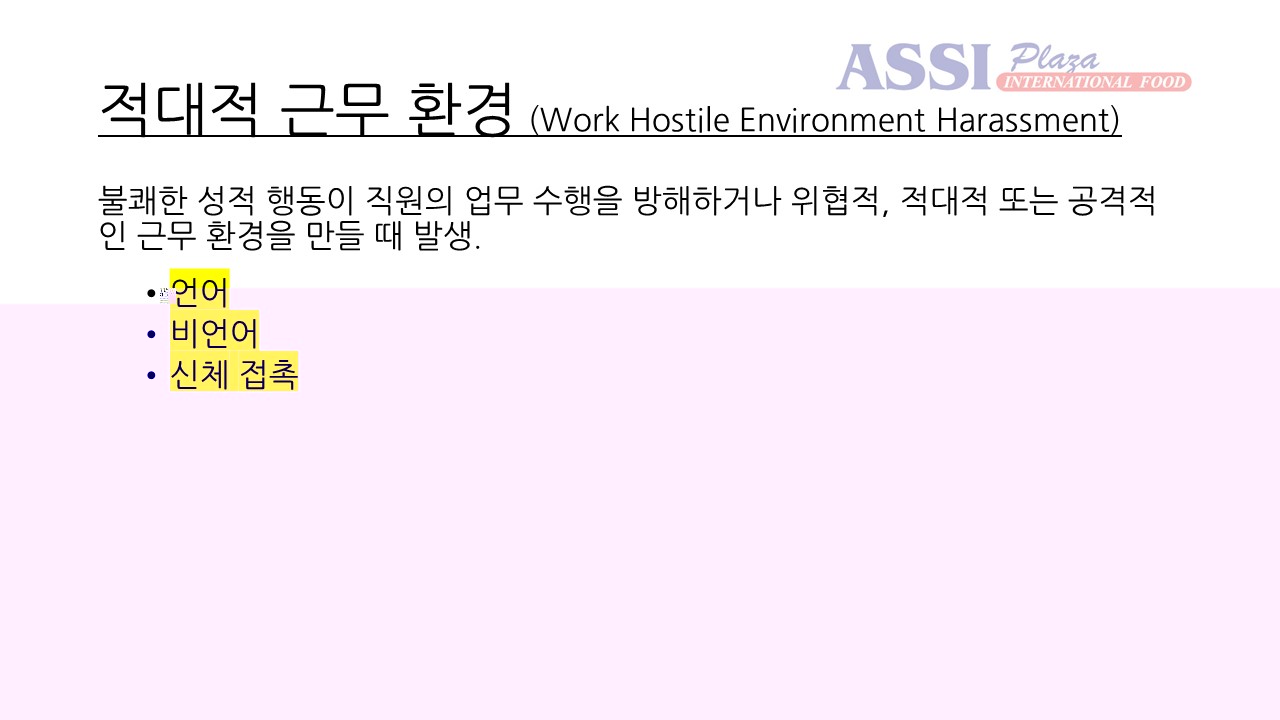 ASSI Plaza
INTERNATIONAL FOOD
적대적 근무 환경 (Work Hostile Environment Harassment)
불쾌한 성적 행동이 직원의 업무 수행을 방해하거나 위협적, 적대적 또는 공격적
인 근무 환경을 만들 때 발생.
• 언어
• 비언어
• 신체 접촉